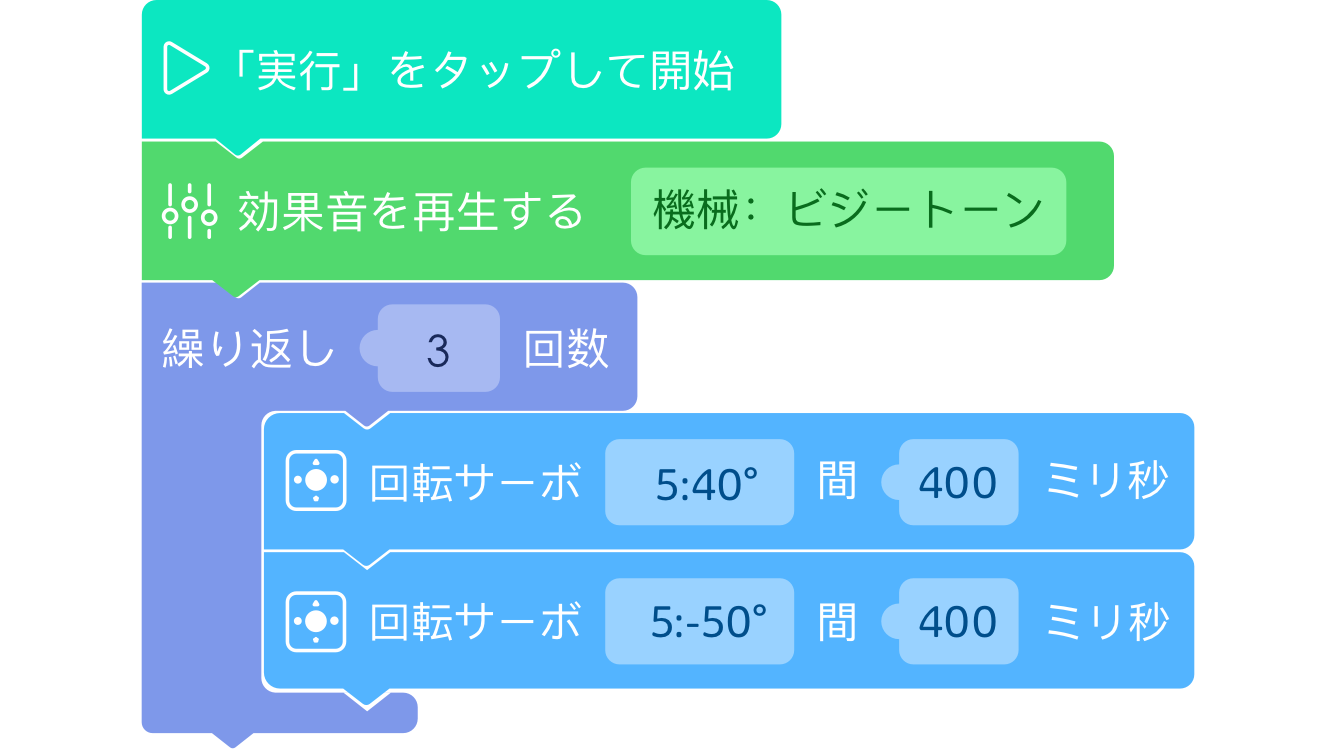 「実行」をタップして開始
効果音を再生する 機械：ビジートーン
繰り返し 3 回数
回転サーボ 5:40° 間 400 ミリ秒
回転サーボ 5:-50° 間 400 ミリ秒